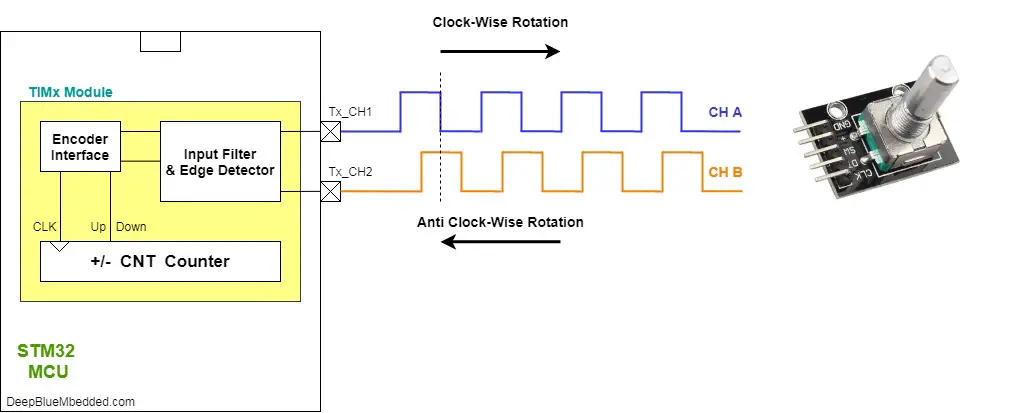 Clock-Wise Rotation
TIMx Module
Tx_CH1
CH A
Encoder
Interface
Input Filter
& Edge Detector
Tx_CH2
CH B
GND
+
SW
DT
CLK
Anti Clock-Wise Rotation
CLK
Up
Down
+/- CNT Counter
STM32
MCU
DeepBlueMbedded.com